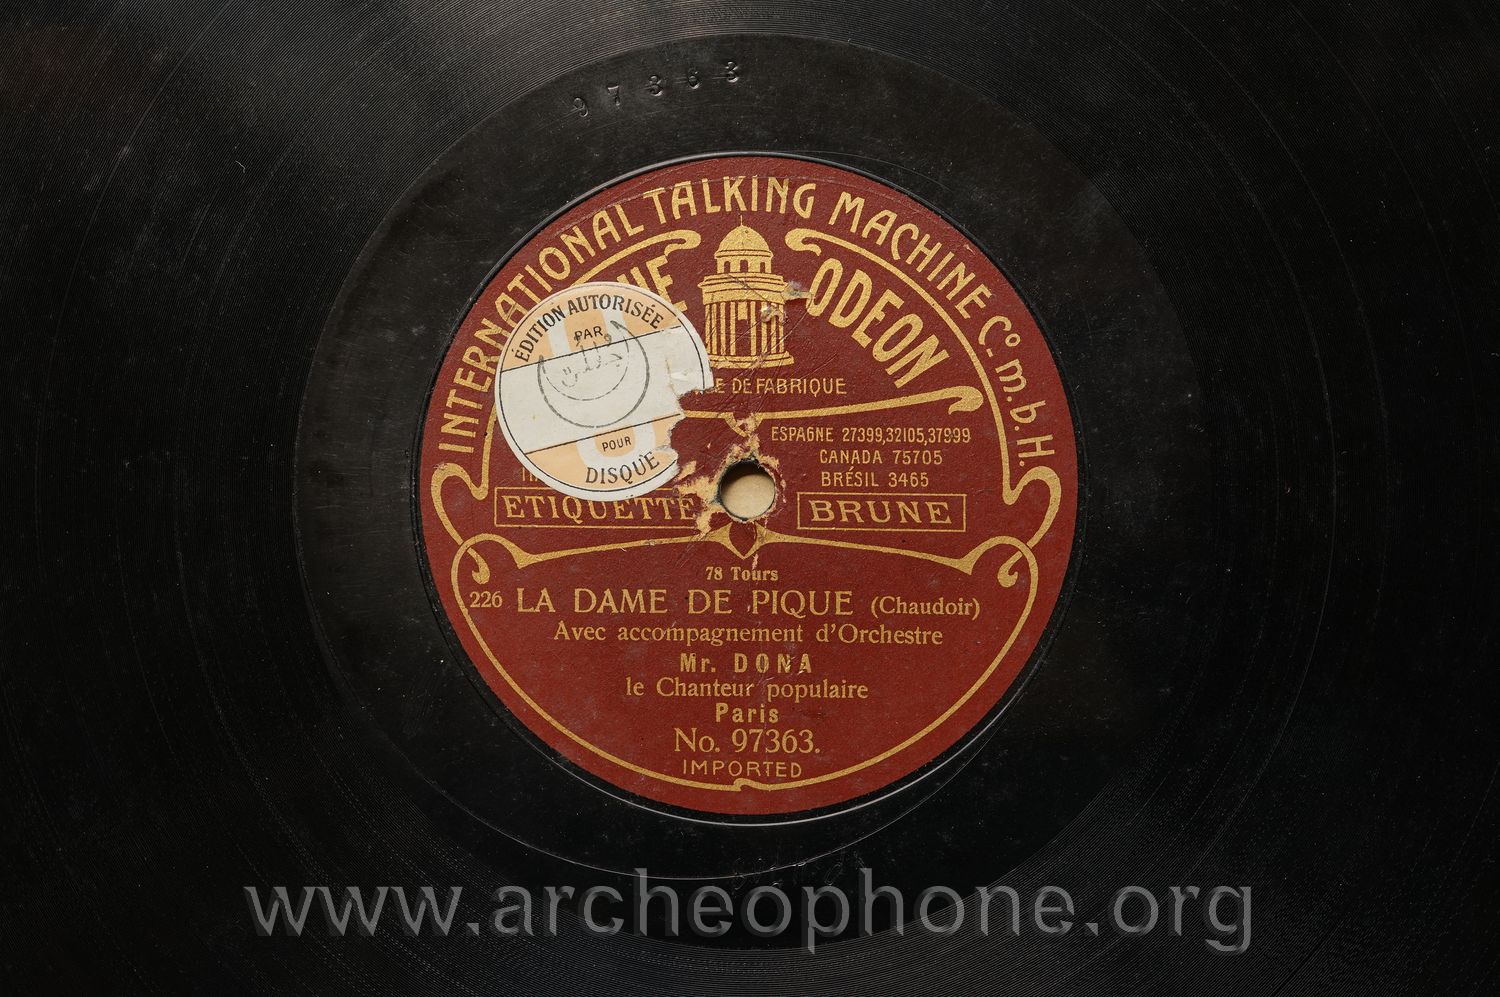 97363
INTERNATIONAL TALKING MACHINE Co. m. b. H.
ODEON
DE FABRIQUE
ÉDITION AUTORISÉE
PAR
POUR
DISQUE
ESPAGNE 27399,32105,37999
CANADA 75705
BRÉSIL 3465
ETIQUETTE BRUNE
78 Tours
226 LA DAME DE PIQUE (Chaudoir)
Avec accompagnement d'Orchestre
Mr. DONA
le Chanteur populaire
Paris
No. 97363.
IMPORTED
www.archeophone.org